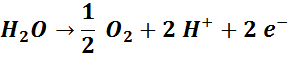 H₂O → 1/2 O₂ + 2 H⁺ + 2 e⁻